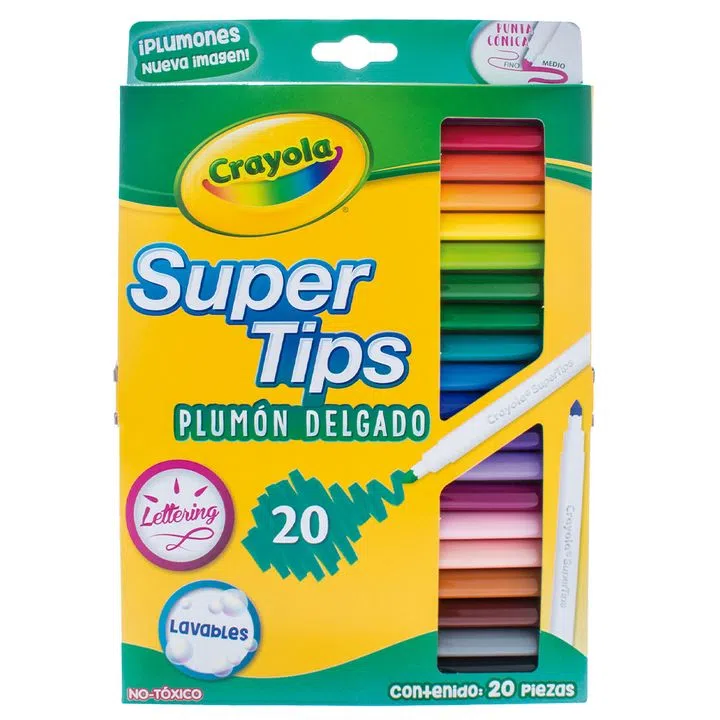 ¡PLUMONES
NUEVA IMAGEN!
PUNTA
CÓNICA
FINO
MEDIO
Crayola
®
Super
Tips
PLUMÓN DELGADO
Crayola® SuperTips
Lettering
20
Crayola® SuperTips
LAVABLES
NO-TÓXICO
CONTENIDO: 20 PIEZAS